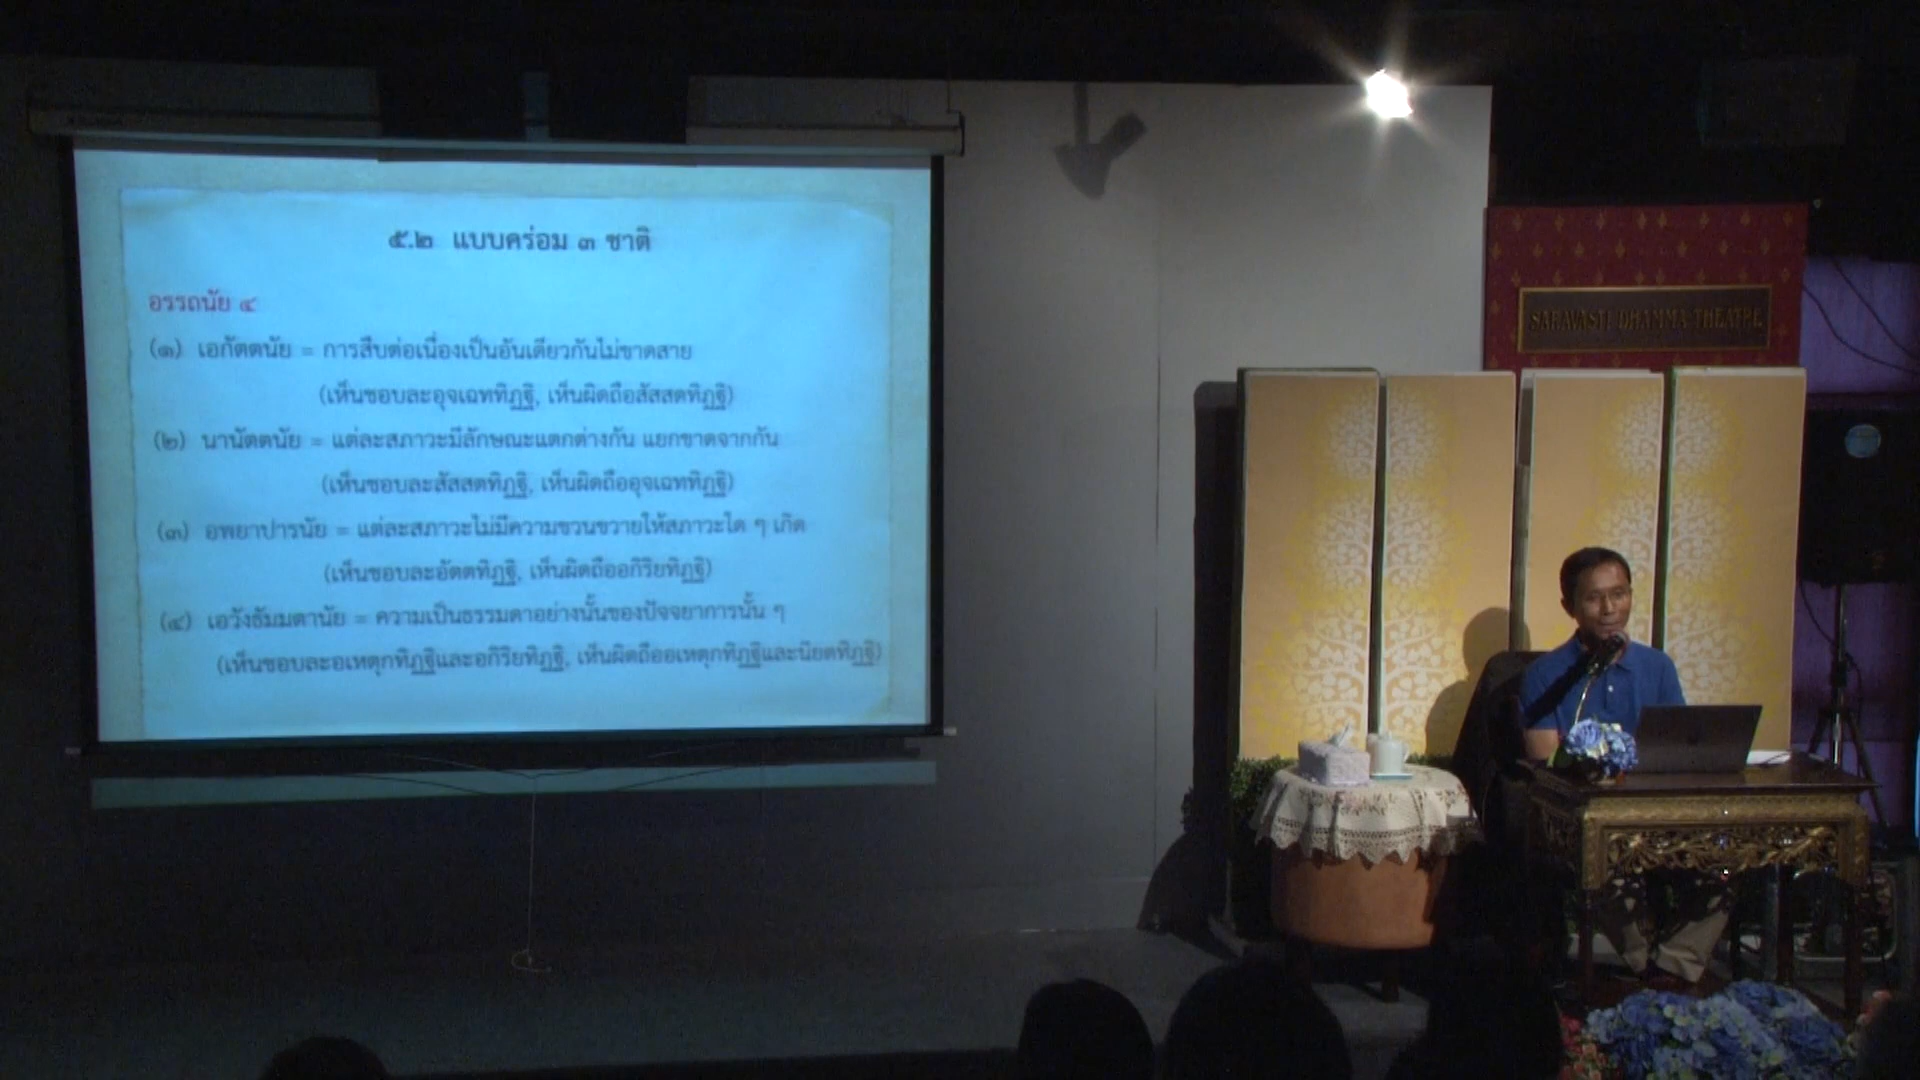 ๕.๒ แบบคร่อม ๓ ชาติ
อรรถนัย ๔
(๑) เอกัตตนัย = การสืบต่อเนื่องเป็นอันเดียวกันไม่ขาดสาย
(เห็นชอบละอุจเฉททิฏฐิ, เห็นผิดถือสัสสตทิฏฐิ)
(๒) นานัตตนัย = แต่ละสภาวะมีลักษณะแตกต่างกัน แยกขาดจากกัน
(เห็นชอบละสัสสตทิฏฐิ, เห็นผิดถืออุจเฉททิฏฐิ)
(๓) อพยาปารนัย = แต่ละสภาวะไม่มีความขวนขวายให้สภาวะใด ๆ เกิด
(เห็นชอบละอัตตทิฏฐิ, เห็นผิดถืออกิริยทิฏฐิ)
(๔) เอวังธัมมตานัย = ความเป็นธรรมดาอย่างนั้นของปัจจยาการนั้น ๆ
(เห็นชอบละอเหตุกทิฏฐิและอกิริยทิฏฐิ, เห็นผิดถืออเหตุกทิฏฐิและนิยตทิฏฐิ)
SARAVASTI DHAMMA THEATRE